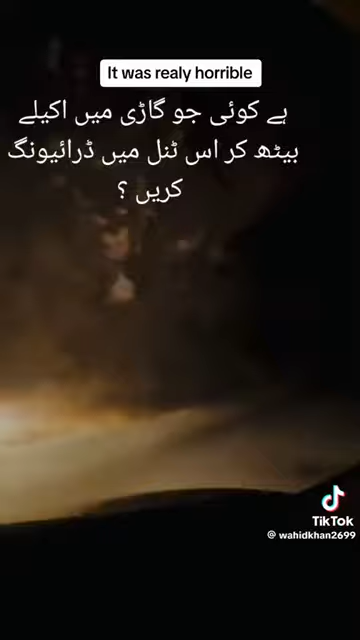 It was realy horrible
ہے کوئی جو گاڑی میں اکیلے
بیٹھ کر اس ٹنل میں ڈرائیونگ
کریں ؟
TikTok
@ wahidkhan2699